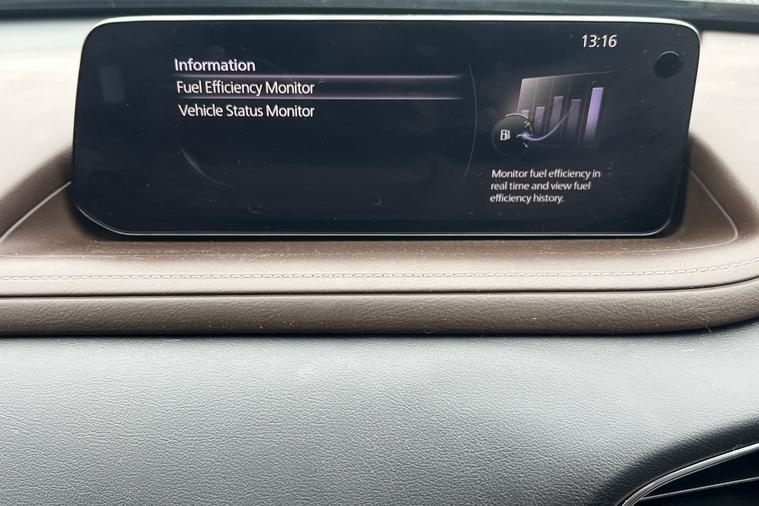 13:16
Information
Fuel Efficiency Monitor
Vehicle Status Monitor
Monitor fuel efficiency in
real time and view fuel
efficiency history.